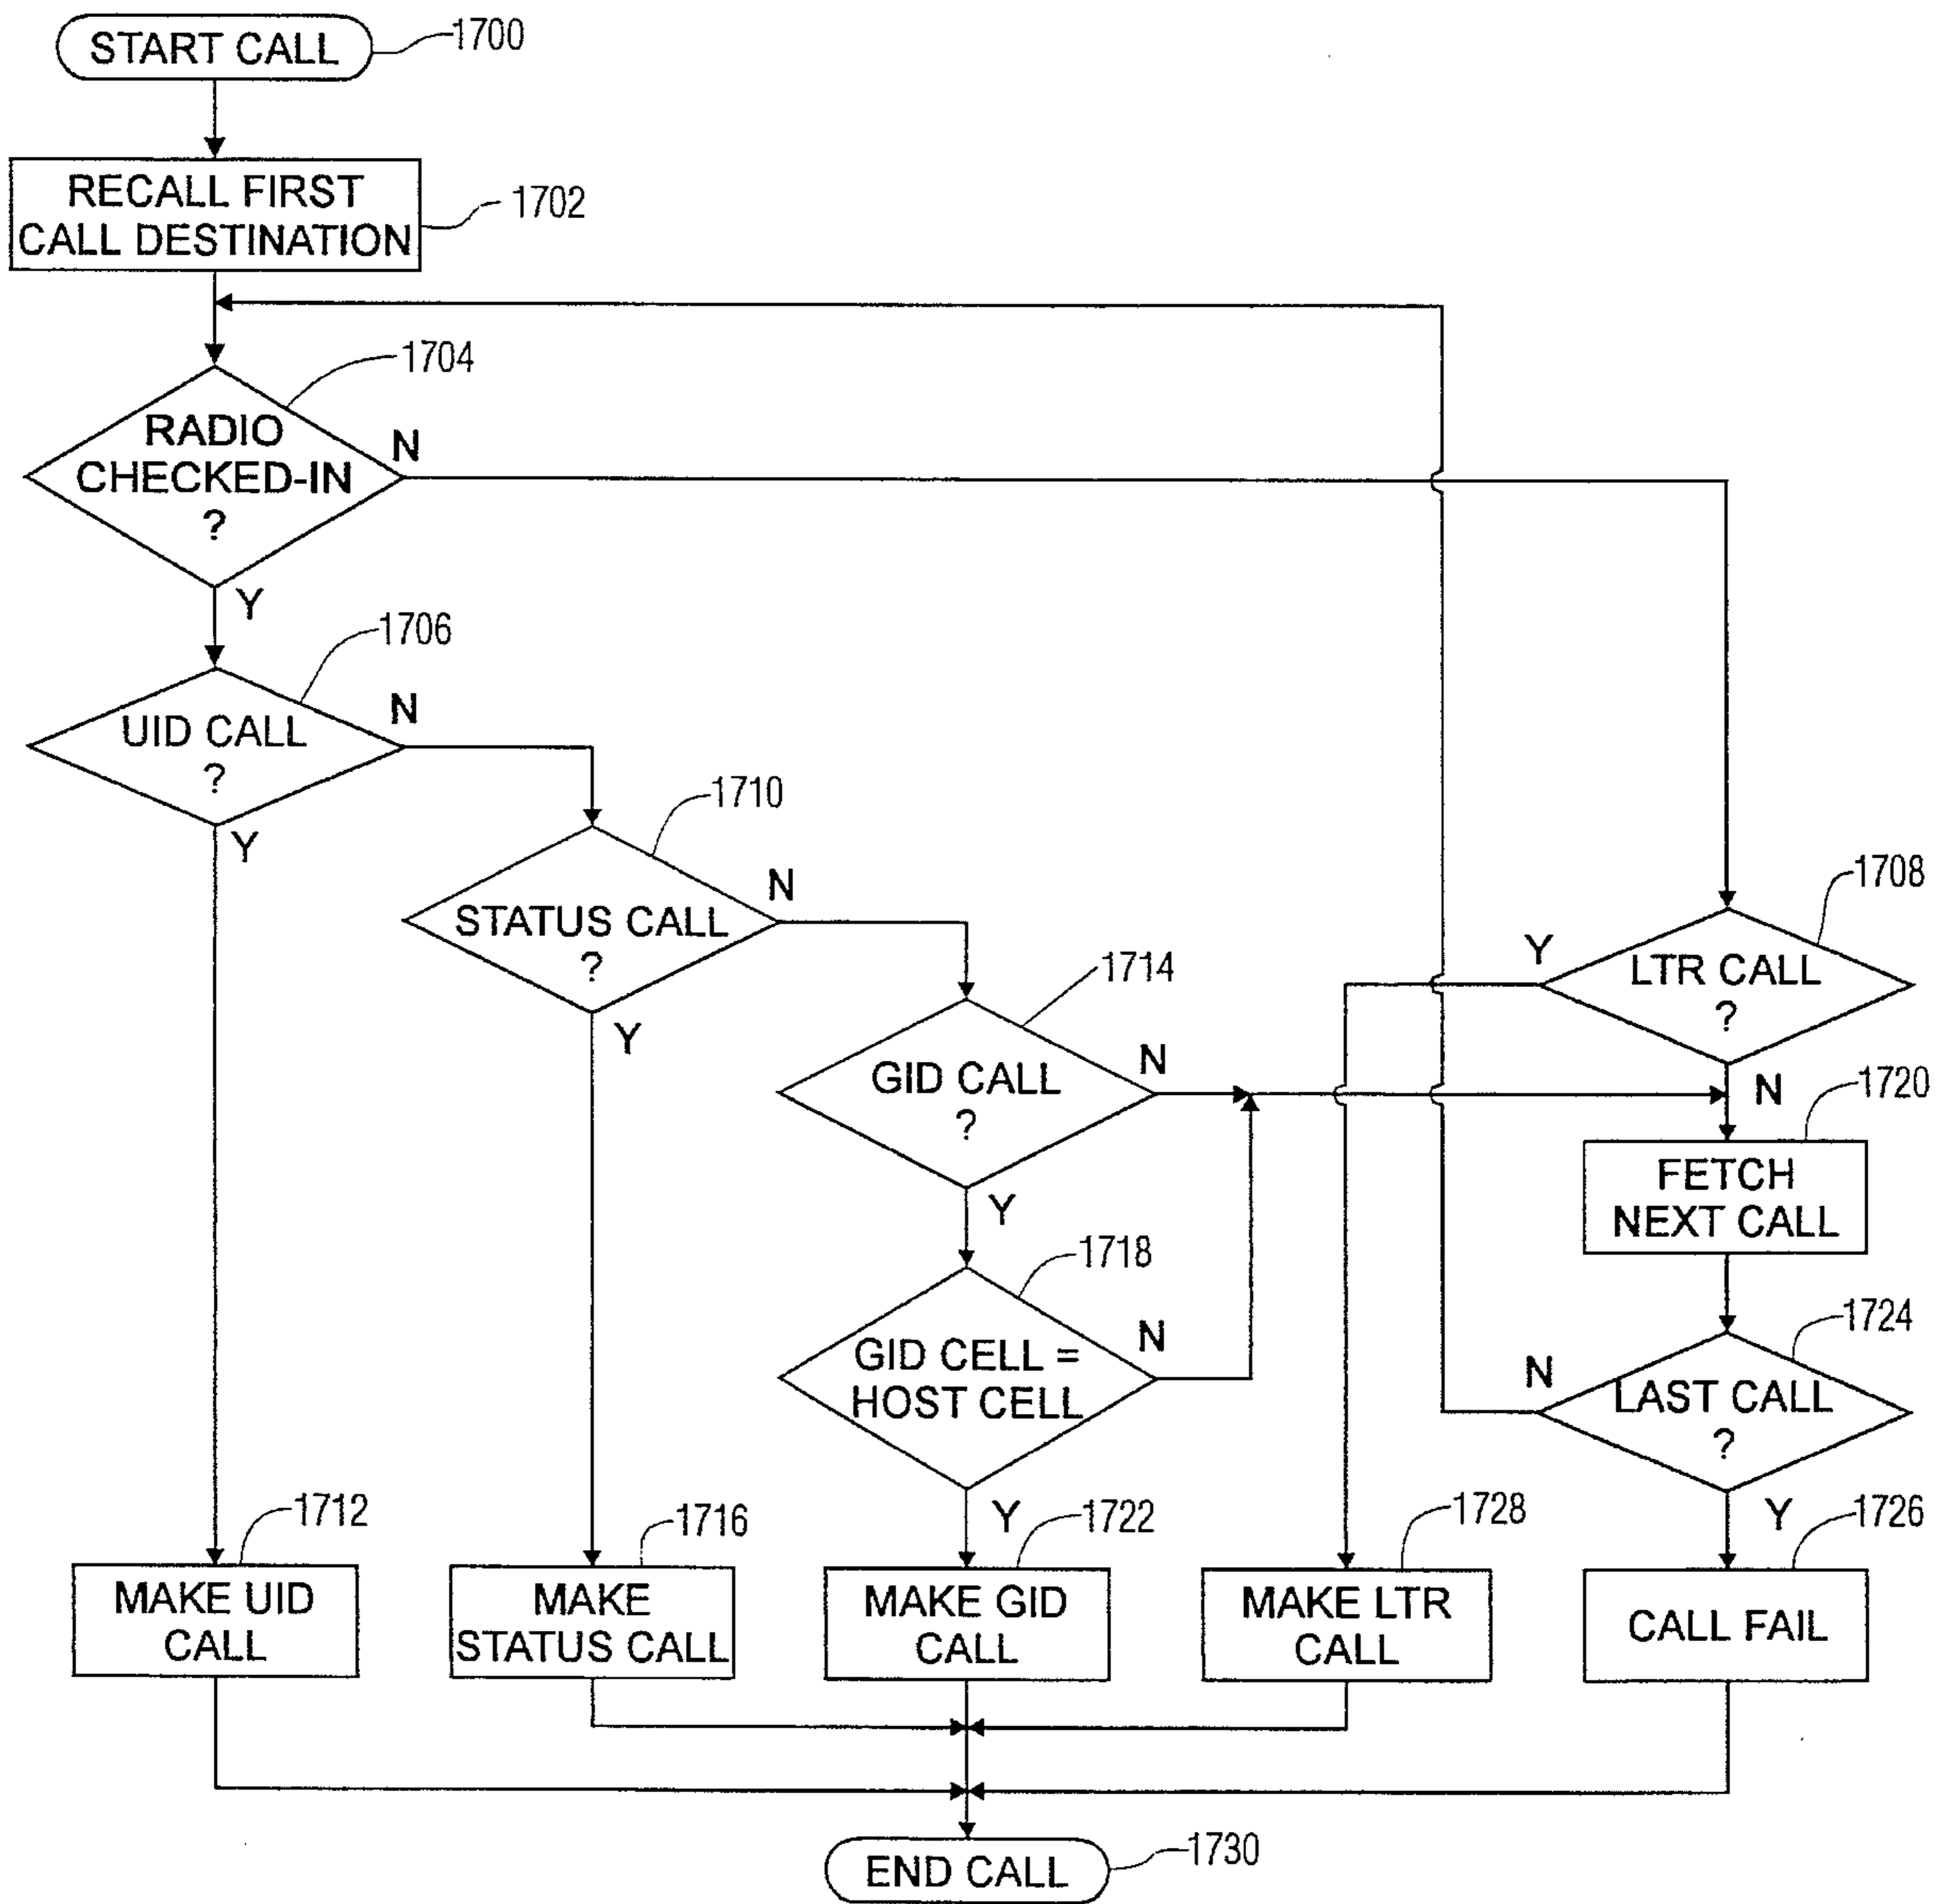 START CALL
1700
RECALL FIRST
CALL DESTINATION
1702
1704
RADIO
CHECKED-IN
?
N
Y
1706
UID CALL
?
N
Y
1710
STATUS CALL
?
N
Y
1708
LTR CALL
?
Y
N
1714
GID CALL
?
N
Y
1720
FETCH
NEXT CALL
1718
GID CELL =
HOST CELL
N
Y
1724
LAST CALL
?
N
Y
1712
MAKE UID
CALL
1716
MAKE
STATUS CALL
1722
MAKE GID
CALL
1728
MAKE LTR
CALL
1726
CALL FAIL
END CALL
1730